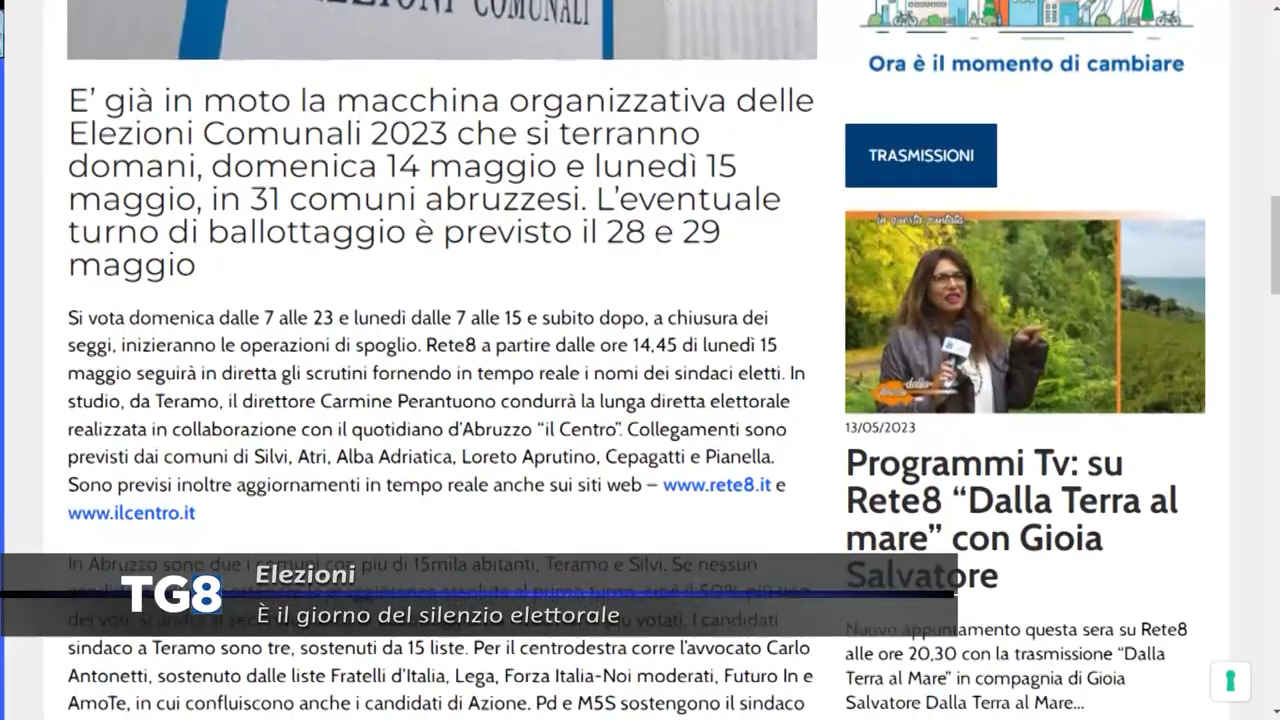 ELEZIONI COMUNALI
Ora è il momento di cambiare
E’ già in moto la macchina organizzativa delle
Elezioni Comunali 2023 che si terranno
domani, domenica 14 maggio e lunedì 15
maggio, in 31 comuni abruzzesi. L’eventuale
turno di ballottaggio è previsto il 28 e 29
maggio
Si vota domenica dalle 7 alle 23 e lunedì dalle 7 alle 15 e subito dopo, a chiusura dei
seggi, inizieranno le operazioni di spoglio. Rete8 a partire dalle ore 14,45 di lunedì 15
maggio seguirà in diretta gli scrutini fornendo in tempo reale i nomi dei sindaci eletti. In
studio, da Teramo, il direttore Carmine Perantuono condurrà la lunga diretta elettorale
realizzata in collaborazione con il quotidiano d’Abruzzo “il Centro”. Collegamenti sono
previsti dai comuni di Silvi, Atri, Alba Adriatica, Loreto Aprutino, Cepagatti e Pianella.
Sono previsi inoltre aggiornamenti in tempo reale anche sui siti web – www.rete8.it e
www.ilcentro.it
In Abruzzo sono due i comuni con più di 15mila abitanti, Teramo e Silvi. Se nessun
dei voti, si
più votati. I candidati
sindaco a Teramo sono tre, sostenuti da 15 liste. Per il centrodestra corre l’avvocato Carlo
Antonetti, sostenuto dalle liste Fratelli d’Italia, Lega, Forza Italia-Noi moderati, Futuro In e
AmoTe, in cui confluiscono anche i candidati di Azione. Pd e M5S sostengono il sindaco
TRASMISSIONI
in questa puntata
dalla
13/05/2023
Programmi Tv: su
Rete8 “Dalla Terra al
mare” con Gioia
Salvatore
Nuovo appuntamento questa sera su Rete8
alle ore 20,30 con la trasmissione “Dalla
Terra al Mare” in compagnia di Gioia
Salvatore Dalla Terra al Mare...
TG8
Elezioni
È il giorno del silenzio elettorale